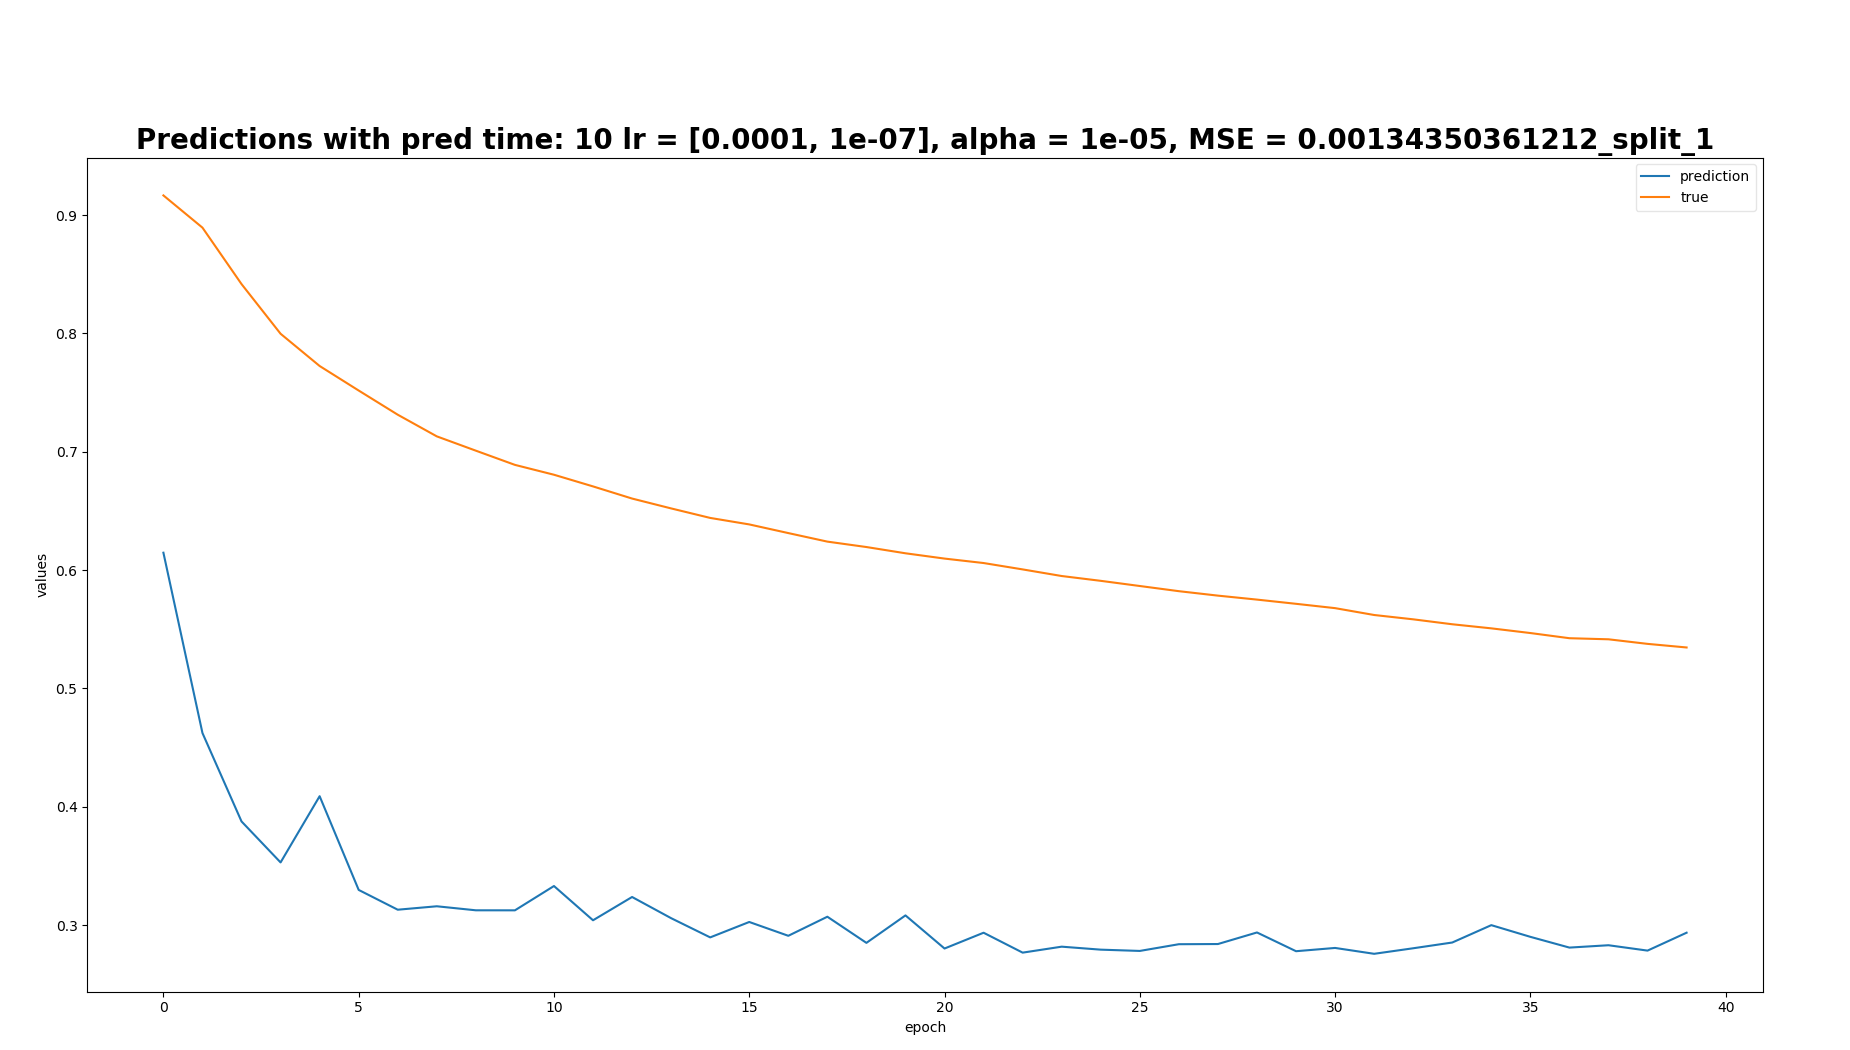 Predictions with pred time: 10 lr = [0.0001, 1e-07], alpha = 1e-05, MSE = 0.00134350361212_split_1
prediction
true
values
0.9
0.8
0.7
0.6
0.5
0.4
0.3
0 5 10 15 20 25 30 35 40
epoch